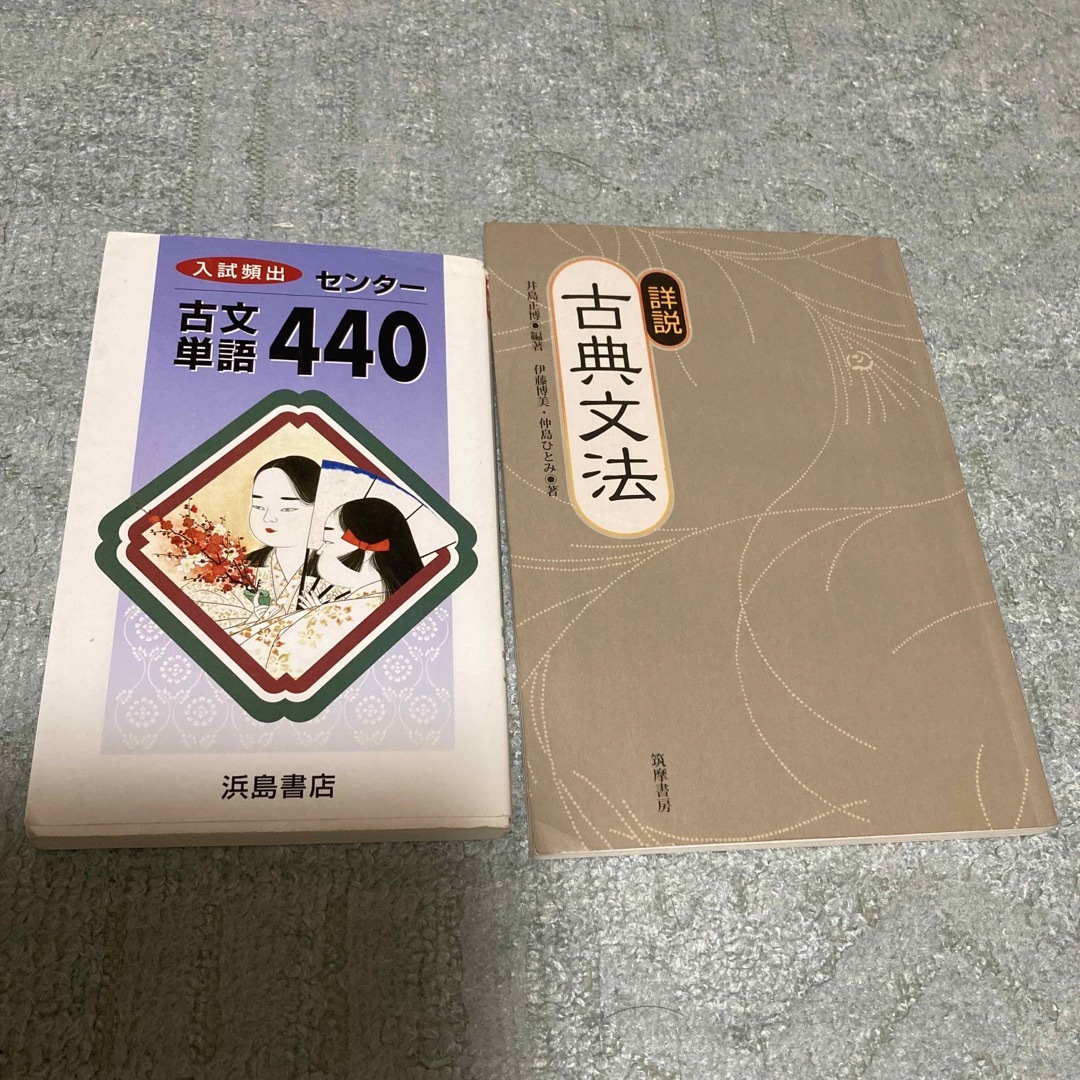 入試頻出
センター
古文
単語
440
浜島書店
詳説
古典文法
井島正博●編著 伊藤博美・仲島ひとみ●著
筑摩書房